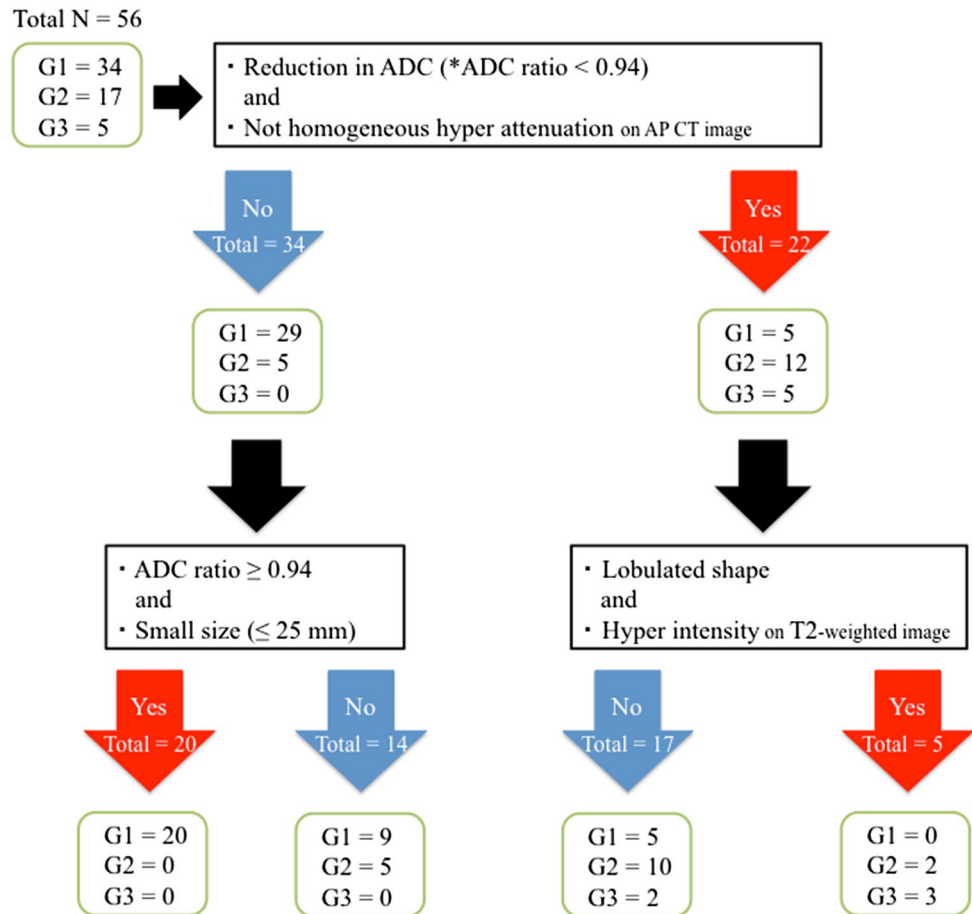 Total N = 56
G1 = 34
G2 = 17
G3 = 5
・Reduction in ADC (*ADC ratio < 0.94)
and
・Not homogeneous hyper attenuation on AP CT image
No
Total = 34
Yes
Total = 22
G1 = 29
G2 = 5
G3 = 0
G1 = 5
G2 = 12
G3 = 5
・ADC ratio ≥ 0.94
and
・Small size (≤ 25 mm)
・Lobulated shape
and
・Hyper intensity on T2-weighted image
Yes
Total = 20
No
Total = 14
No
Total = 17
Yes
Total = 5
G1 = 20
G2 = 0
G3 = 0
G1 = 9
G2 = 5
G3 = 0
G1 = 5
G2 = 10
G3 = 2
G1 = 0
G2 = 2
G3 = 3